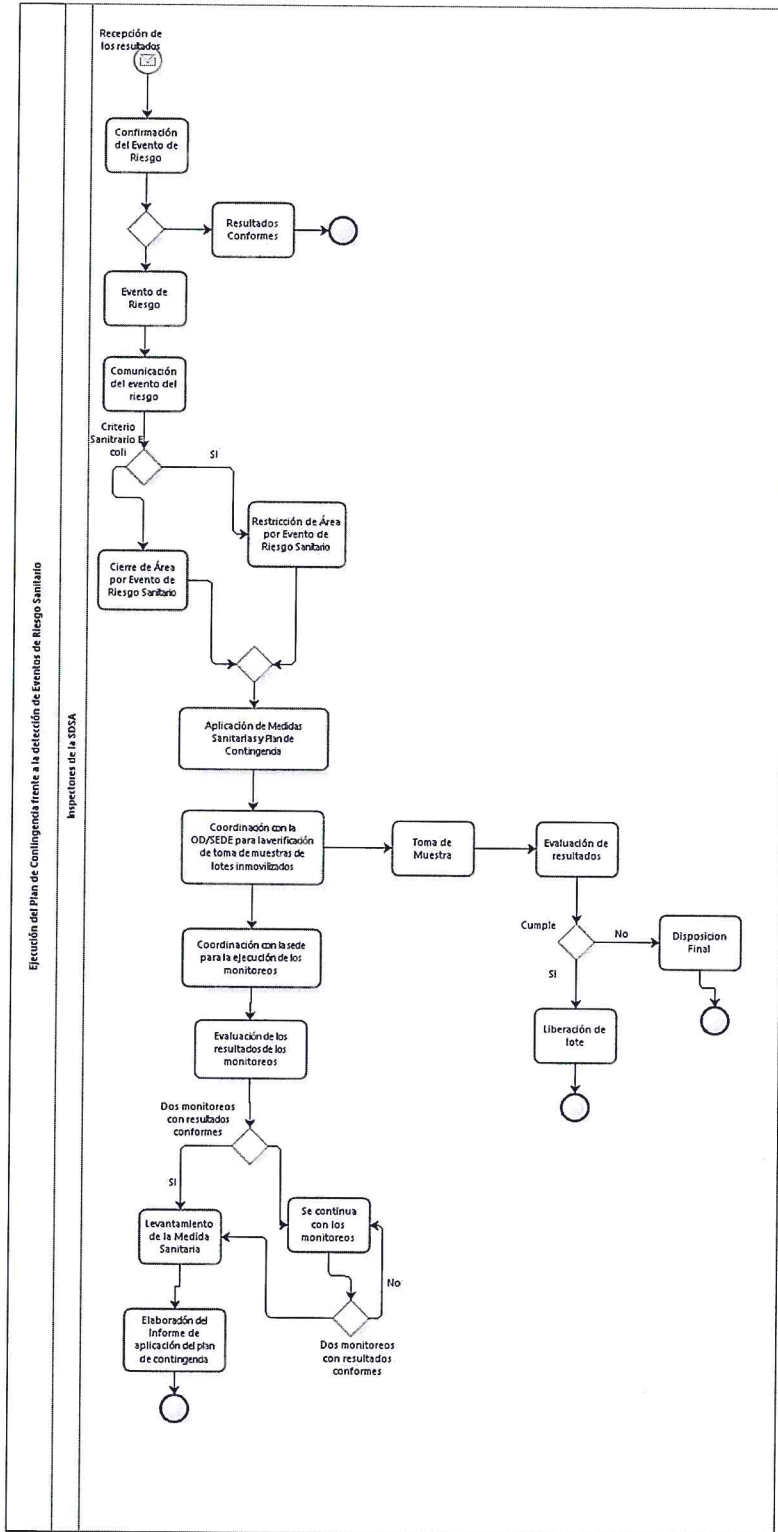 Ejecución del Plan de Contingencia frente a la detección de Eventos de Riesgo Sanitario
Inspectores de la SDSA
Recepción de
los resultados
Confirmación
del Evento de
Riesgo
Resultados
Conformes
Evento de
Riesgo
Comunicación
del evento del
riesgo
Criterio
Sanitrario E
coli
SI
Restricción de Área
por Evento de
Riesgo Sanitario
Cierre de Área
por Evento de
Riesgo Sanitario
Aplicación de Medidas
Sanitarias y Plan de
Contingencia
Coordinación con la
OD/SEDE para la verificación
de toma de muestras de
lotes inmovilizados
Toma de
Muestra
Evaluación de
resultados
Cumple
No
Disposicion
Final
SI
Liberación de
lote
Coordinación con la sede
para la ejecución de los
monitoreos
Evaluación de los
resultados de los
monitoreos
Dos monitoreos
con resultados
conformes
SI
Se continua
con los
monitoreos
Levantamiento
de la Medida
Sanitaria
No
Dos monitoreos
con resultados
conformes
Elaboración del
Informe de
aplicación del plan
de contingencia